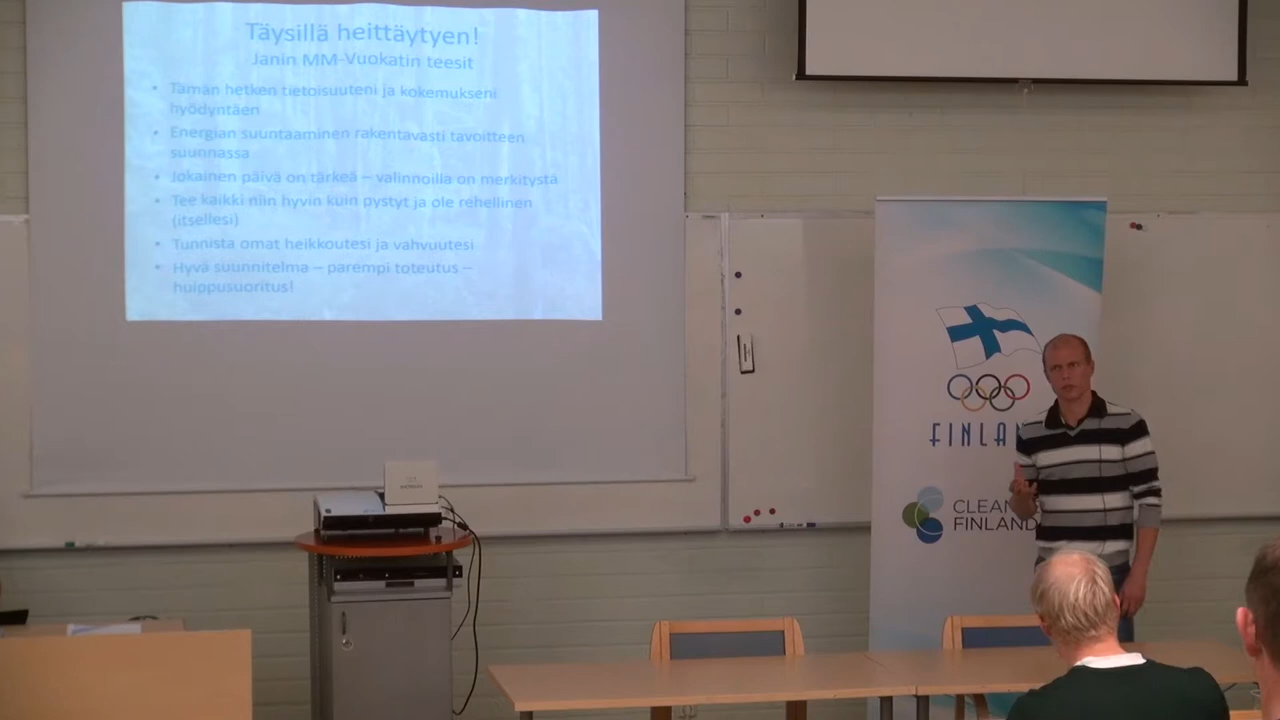 Täysillä heittäytyen!
Janin MM-Vuokatin teesit
• Tämän hetken tietoisuuteni ja kokemukseni
hyödyntäen
• Energian suuntaaminen rakentavasti tavoitteen
suunnassa
• Jokainen päivä on tärkeä – valinnoilla on merkitystä
• Tee kaikki niin hyvin kuin pystyt ja ole rehellinen
(itsellesi)
• Tunnista omat heikkoutesi ja vahvuutesi
• Hyvä suunnitelma – parempi toteutus –
huippusuoritus!
FINLA
CLEAN
FINLAND